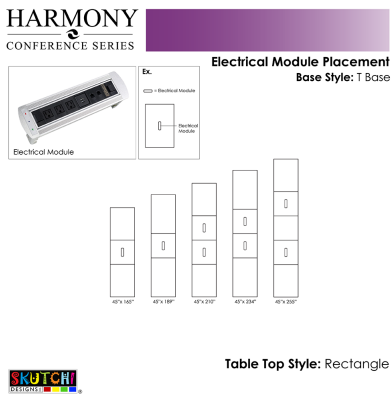 HARMONY
CONFERENCE SERIES
Electrical Module Placement
Base Style: T Base
Ex.
= Electrical Module
Electrical
Module
Electrical Module
45"x 165"
45"x 189"
45"x 210"
45"x 234"
45"x 255"
Table Top Style: Rectangle
SKUTCHI
DESIGNS
®